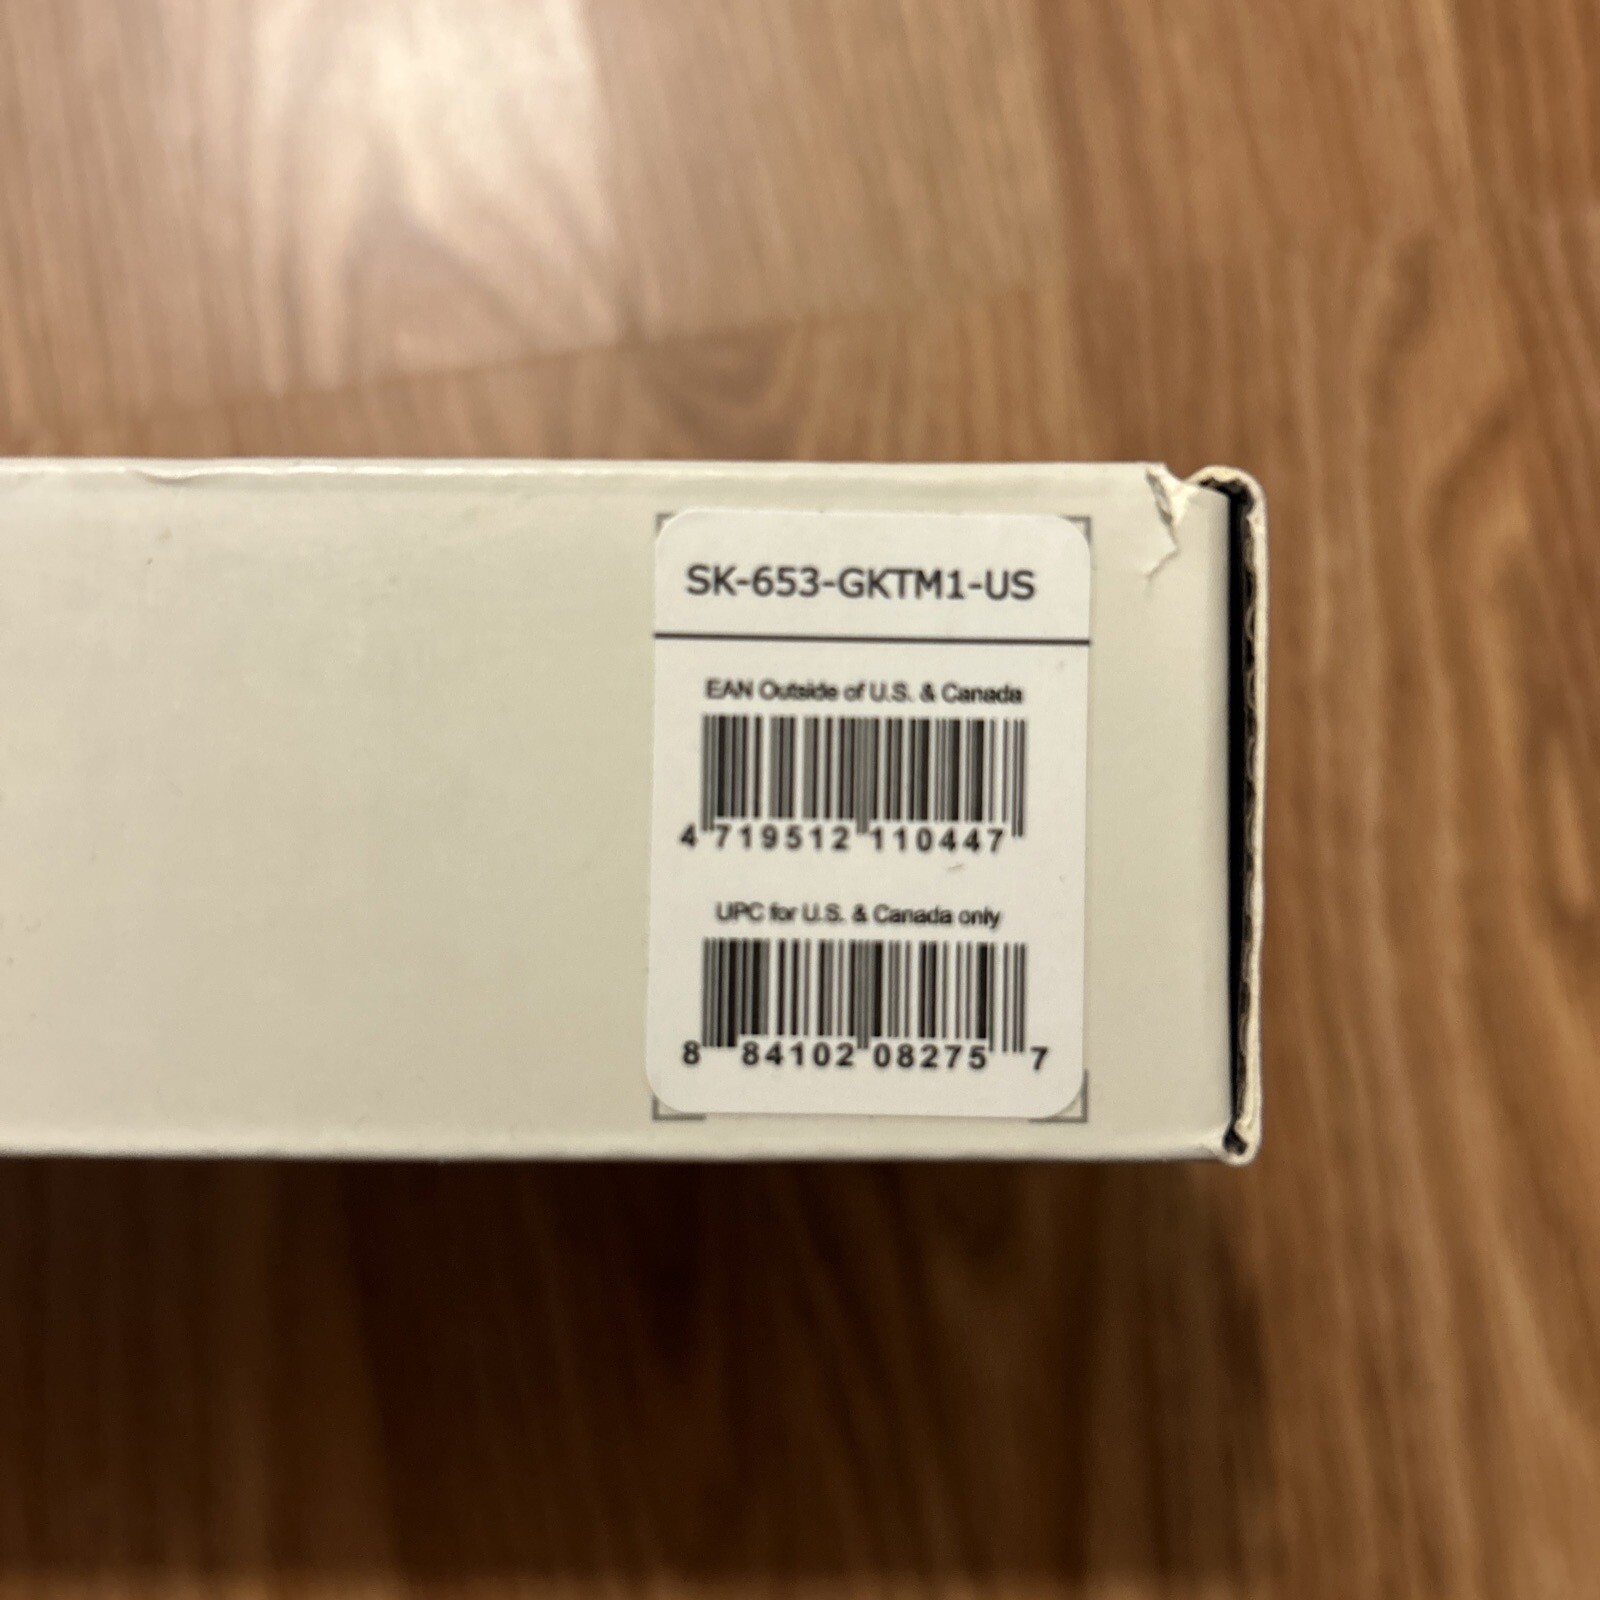 SK-653-GKTM1-US
EAN Outside of U.S. & Canada
4 719512 110447
UPC for U.S. & Canada only
8 84102 08275 7